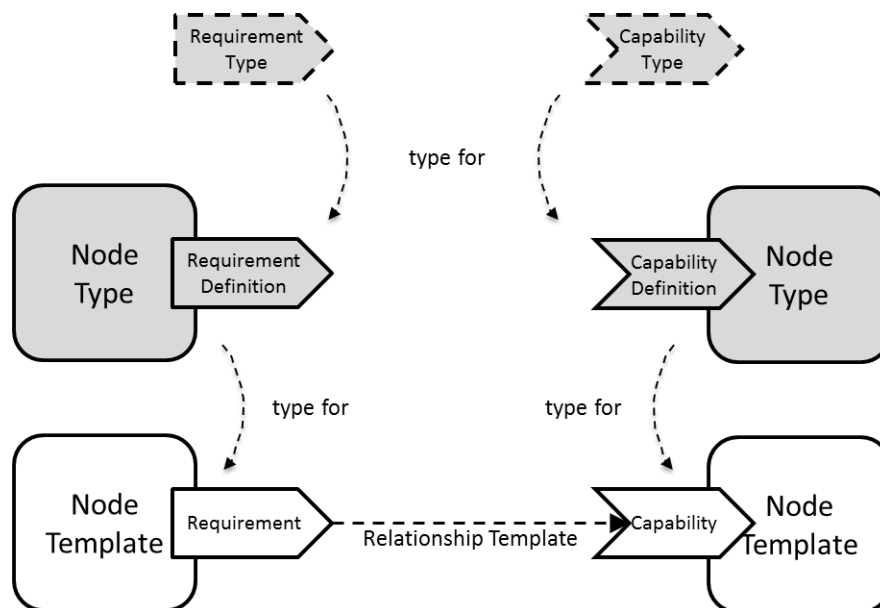 Requirement
Type
Capability
Type
type for
Node
Type
Requirement
Definition
Capability
Definition
Node
Type
type for
type for
Node
Template
Requirement
Relationship Template
Capability
Node
Template